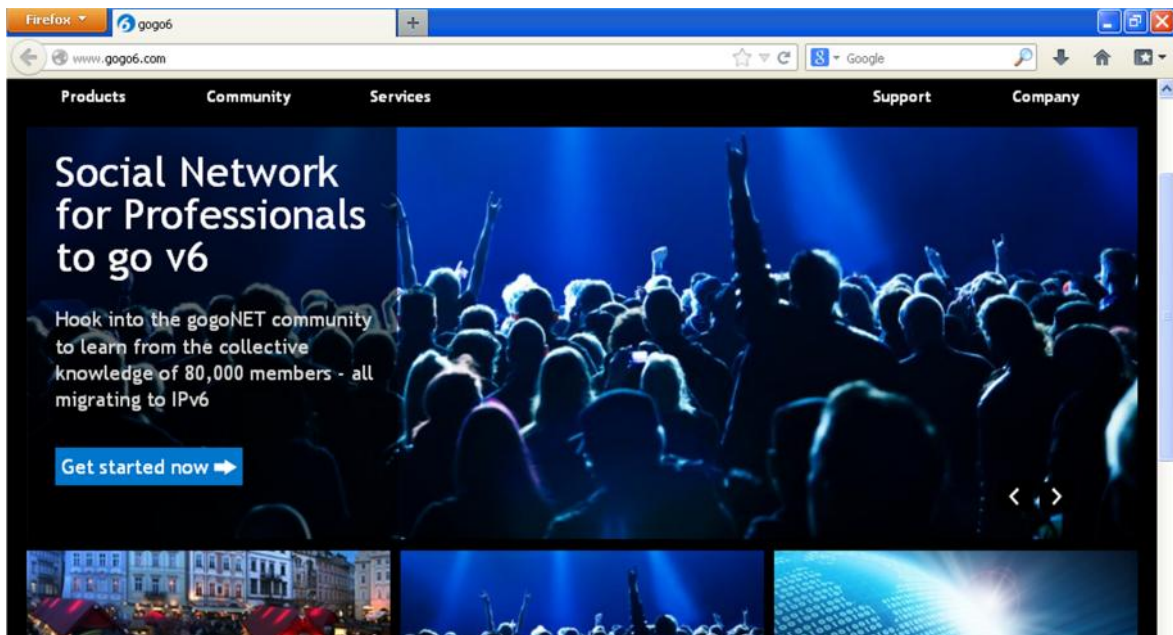 Firefox
gogo6
www.gogo6.com
Google
Products Community Services Support Company
Social Network
for Professionals
to go v6
Hook into the gogoNET community
to learn from the collective
knowledge of 80,000 members - all
migrating to IPv6
Get started now